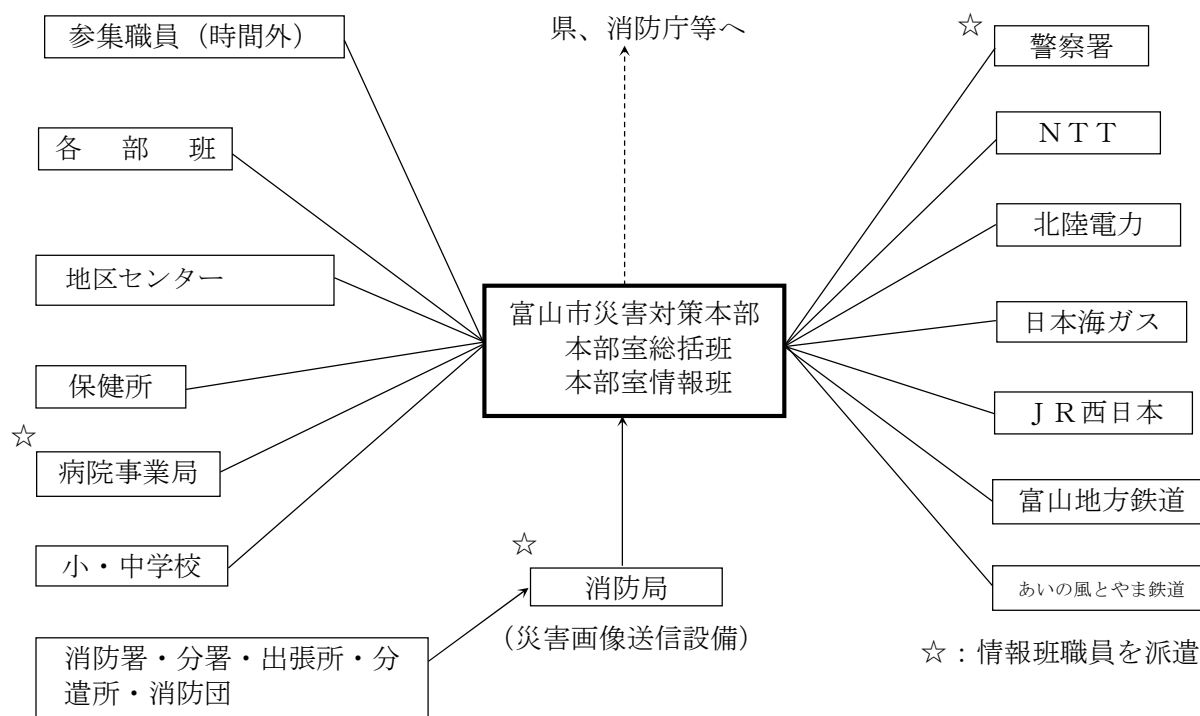 参集職員（時間外）
県、消防庁等へ
☆
警察署
各　部　班
ＮＴＴ
地区センター
北陸電力
富山市災害対策本部
本部室総括班
本部室情報班
日本海ガス
保健所
ＪＲ西日本
☆
病院事業局
富山地方鉄道
小・中学校
☆
消防局
（災害画像送信設備）
あいの風とやま鉄道
消防署・分署・出張所・分
遣所・消防団
☆：情報班職員を派遣